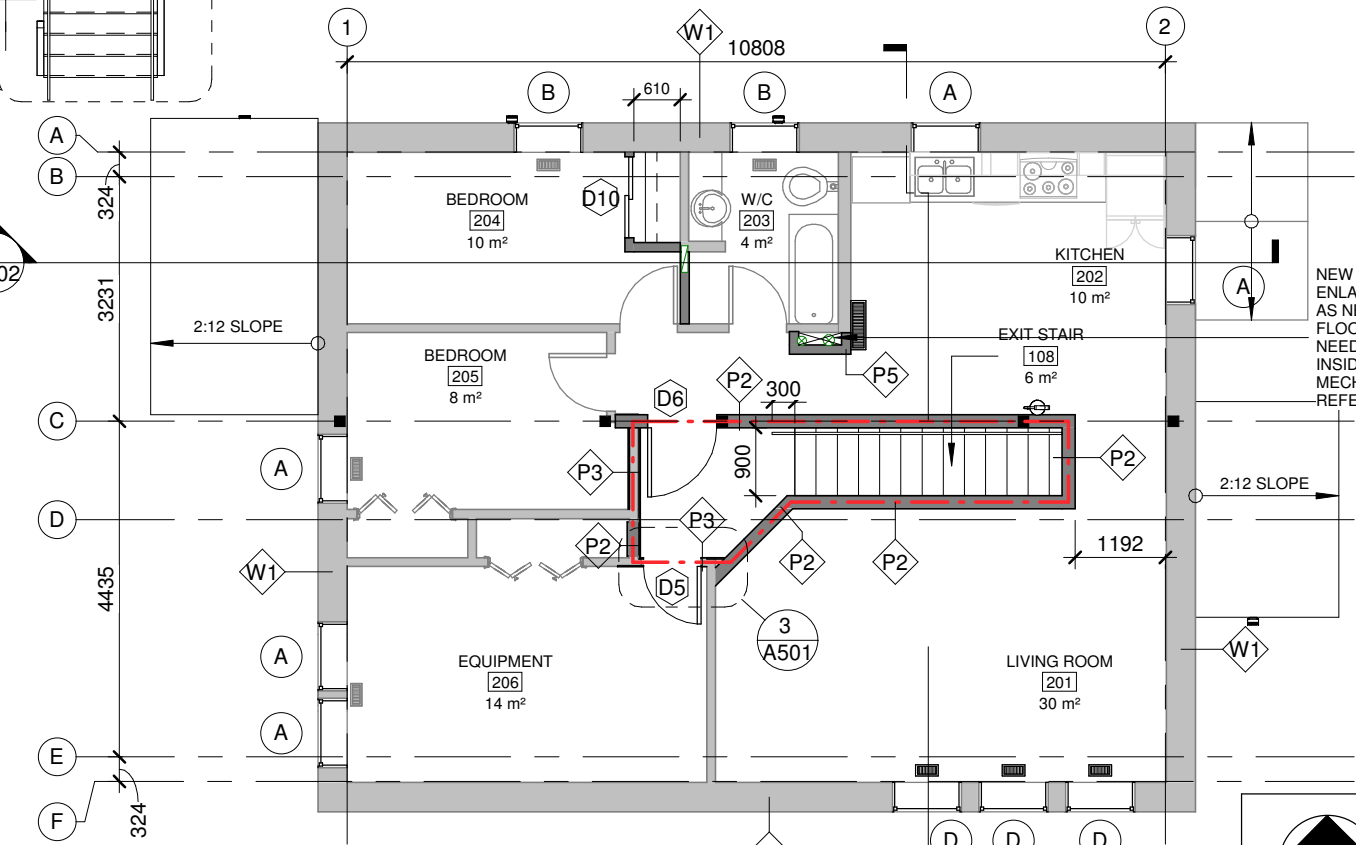 1
2
W1
10808
B
610
B
A
A
B
324
BEDROOM
204
10 m²
D10
W/C
203
4 m²
KITCHEN
202
10 m²
02
3231
A
2:12 SLOPE
NEW
BEDROOM
205
8 m²
EXIT STAIR
108
6 m²
FLOO
NEED
INSID
MECH
REFE
P5
P2
300
D6
C
A
P3
900
P2
2:12 SLOPE
D
P3
P2
P2
P2
1192
W1
D5
4435
3
A501
A
EQUIPMENT
206
14 m²
LIVING ROOM
201
30 m²
W1
A
E
F
324
D
D
D